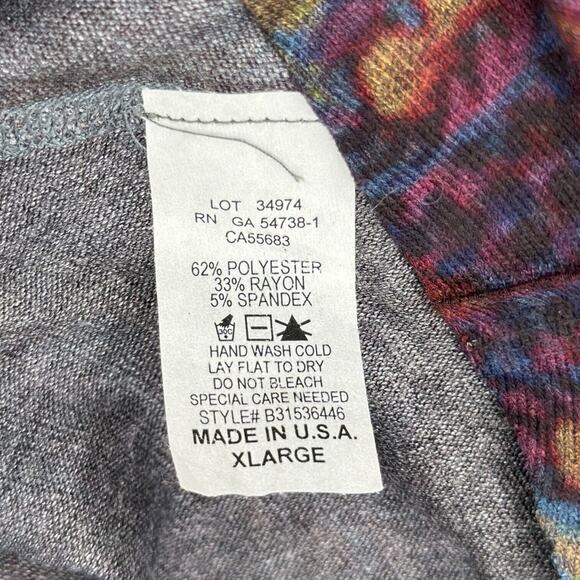 LOT 34974
RN GA 54738-1
CA55683
62% POLYESTER
33% RAYON
5% SPANDEX
30C
HAND WASH COLD
LAY FLAT TO DRY
DO NOT BLEACH
SPECIAL CARE NEEDED
STYLE# B31536446
MADE IN U.S.A.
XLARGE